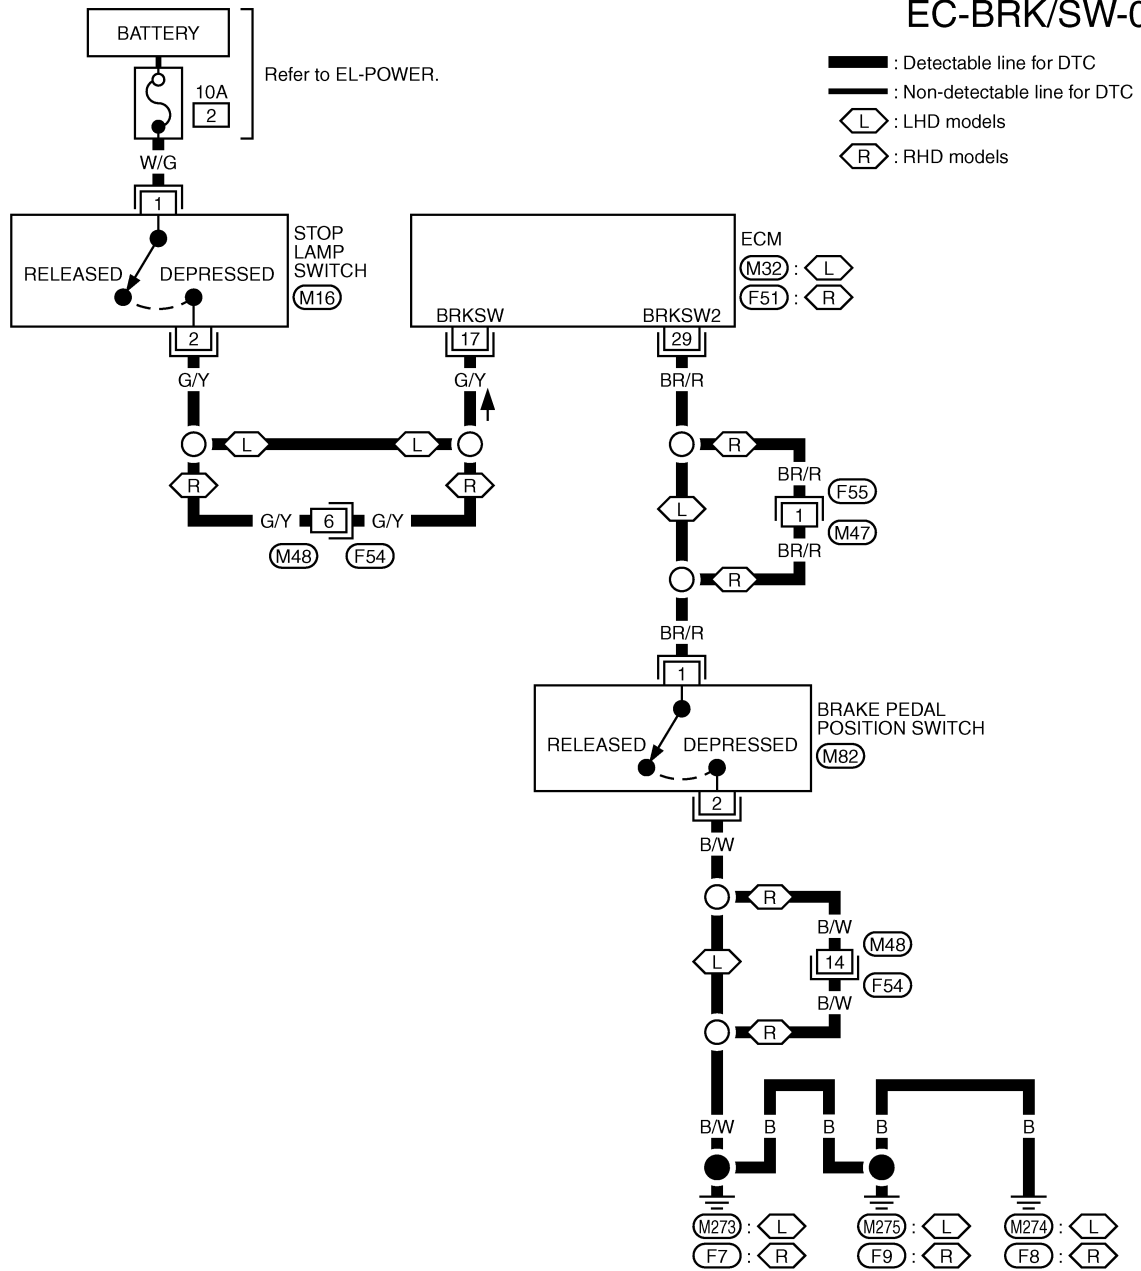 EC-BRK/SW-0
BATTERY
Refer to EL-POWER.
10A
2
: Detectable line for DTC
: Non-detectable line for DTC
L : LHD models
R : RHD models
W/G
1
STOP
LAMP
SWITCH
M16
RELEASED
DEPRESSED
2
ECM
M32 : L
F51 : R
BRKSW
BRKSW2
17
29
G/Y
G/Y
BR/R
L
L
R
R
R
G/Y
6
G/Y
M48
F54
BR/R
F55
L
1
M47
BR/R
R
BR/R
1
BRAKE PEDAL
POSITION SWITCH
M82
RELEASED
DEPRESSED
2
B/W
R
B/W
M48
L
14
F54
B/W
R
B/W
B
B
B
B
M273 : L
M275 : L
M274 : L
F7 : R
F9 : R
F8 : R